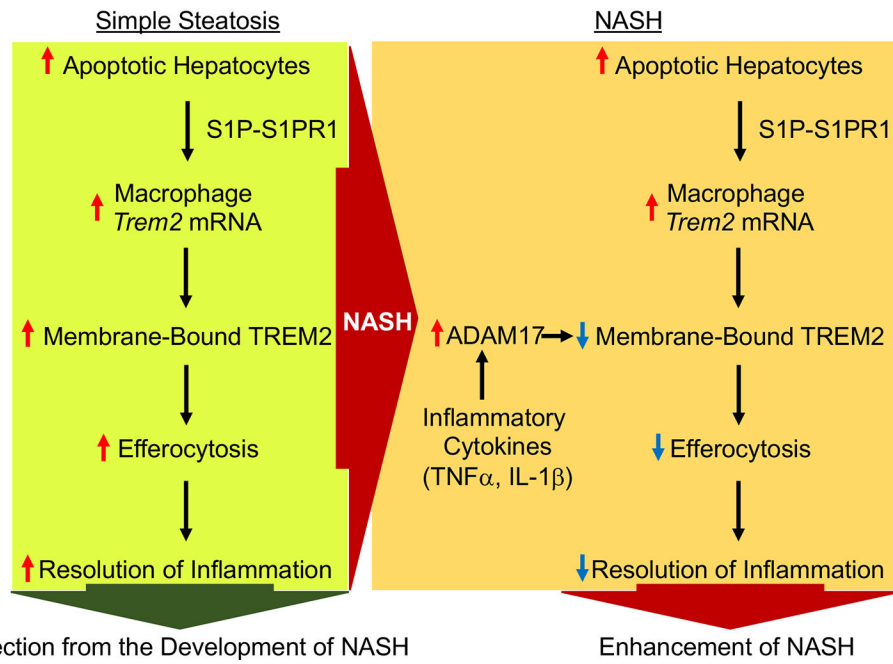 Simple Steatosis
Apoptotic Hepatocytes
S1P-S1PR1
Macrophage
Trem2 mRNA
Membrane-Bound TREM2
Efferocytosis
Resolution of Inflammation
ection from the Development of NASH
NASH
NASH
Apoptotic Hepatocytes
S1P-S1PR1
Macrophage
Trem2 mRNA
ADAM17
Membrane-Bound TREM2
Inflammatory
Cytokines
(TNFα, IL-1β)
Efferocytosis
Resolution of Inflammation
Enhancement of NASH